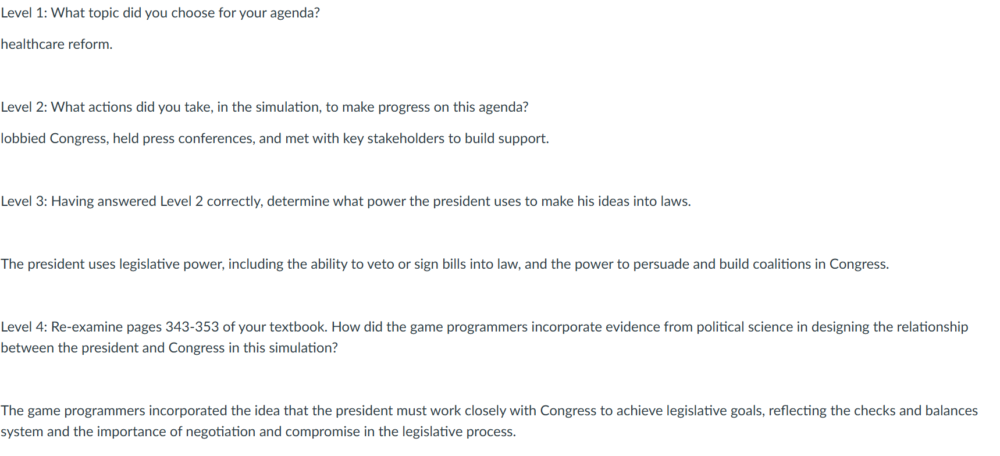 Level 1: What topic did you choose for your agenda?
healthcare reform.
Level 2: What actions did you take, in the simulation, to make progress on this agenda?
lobbied Congress, held press conferences, and met with key stakeholders to build support.
Level 3: Having answered Level 2 correctly, determine what power the president uses to make his ideas into laws.
The president uses legislative power, including the ability to veto or sign bills into law, and the power to persuade and build coalitions in Congress.
Level 4: Re-examine pages 343-353 of your textbook. How did the game programmers incorporate evidence from political science in designing the relationship
between the president and Congress in this simulation?
The game programmers incorporated the idea that the president must work closely with Congress to achieve legislative goals, reflecting the checks and balances
system and the importance of negotiation and compromise in the legislative process.